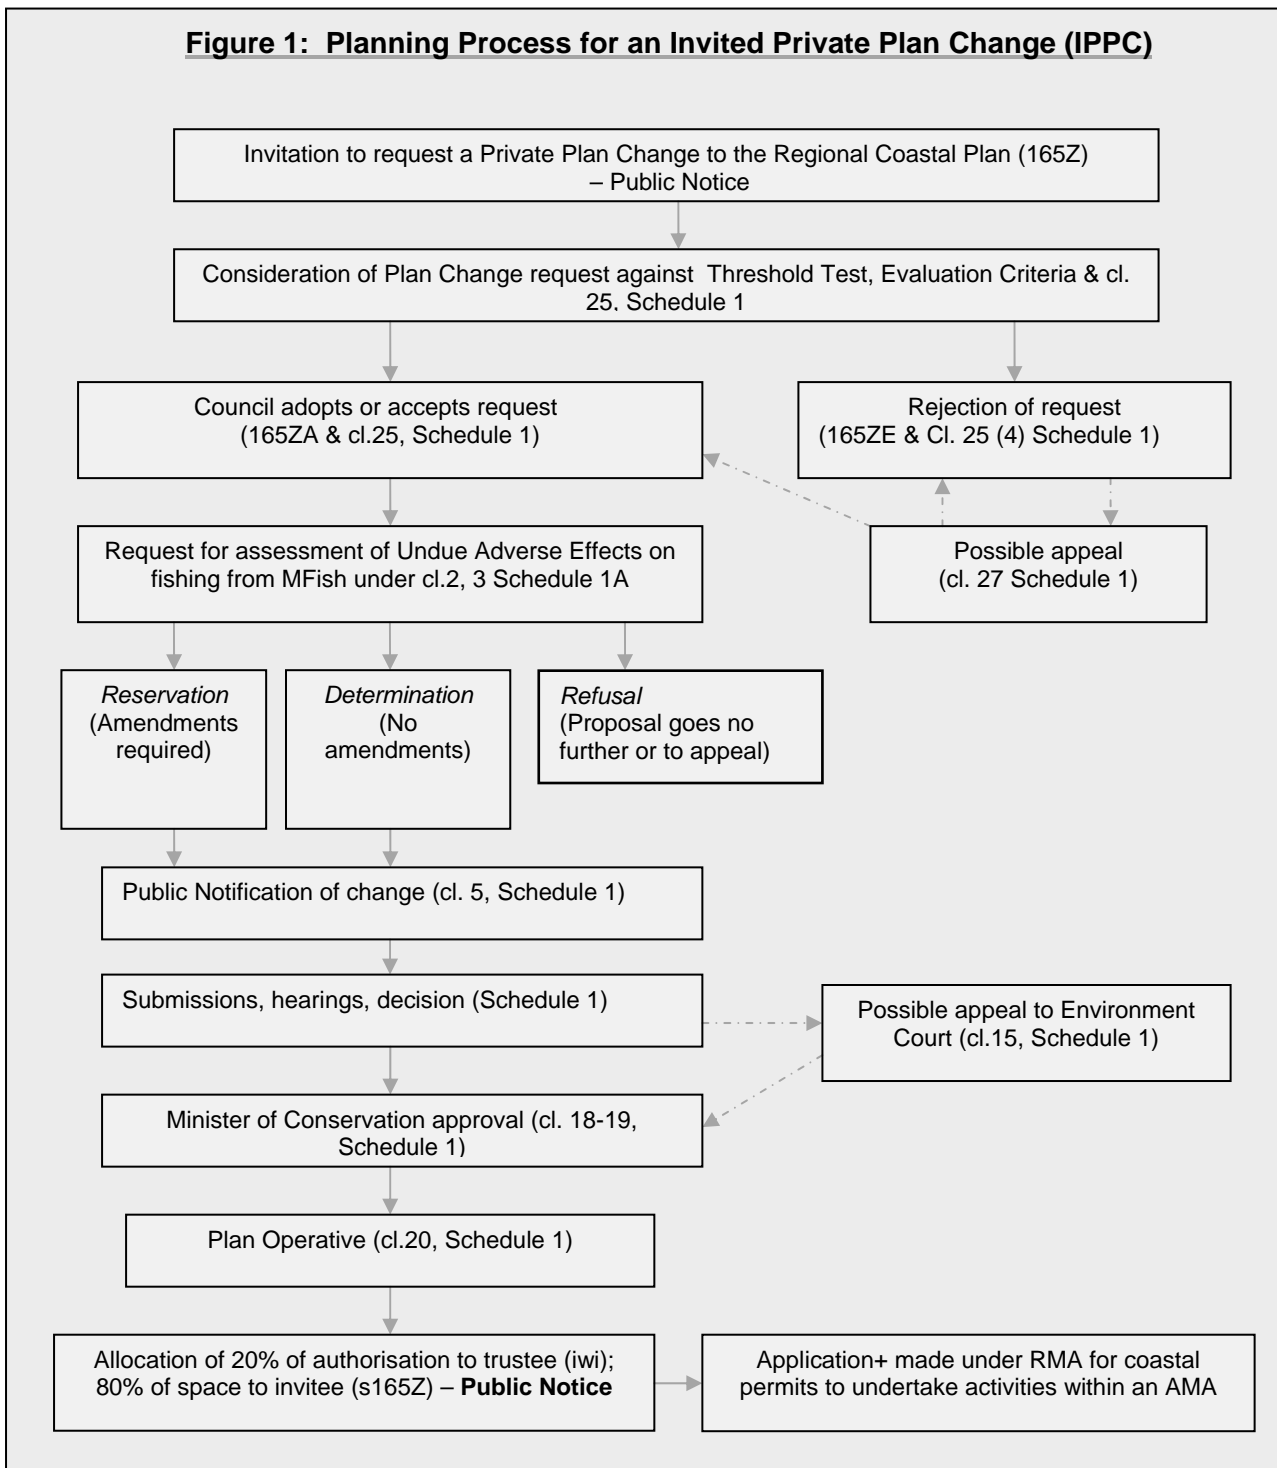 Figure 1: Planning Process for an Invited Private Plan Change (IPPC)
Invitation to request a Private Plan Change to the Regional Coastal Plan (165Z)
– Public Notice
Consideration of Plan Change request against Threshold Test, Evaluation Criteria & cl.
25, Schedule 1
Council adopts or accepts request
(165ZA & cl.25, Schedule 1)
Rejection of request
(165ZE & Cl. 25 (4) Schedule 1)
Request for assessment of Undue Adverse Effects on
fishing from MFish under cl.2, 3 Schedule 1A
Possible appeal
(cl. 27 Schedule 1)
Reservation
(Amendments
required)
Determination
(No
amendments)
Refusal
(Proposal goes no
further or to appeal)
Public Notification of change (cl. 5, Schedule 1)
Submissions, hearings, decision (Schedule 1)
Possible appeal to Environment
Court (cl.15, Schedule 1)
Minister of Conservation approval (cl. 18-19,
Schedule 1)
Plan Operative (cl.20, Schedule 1)
Allocation of 20% of authorisation to trustee (iwi);
80% of space to invitee (s165Z) – Public Notice
Application+ made under RMA for coastal
permits to undertake activities within an AMA